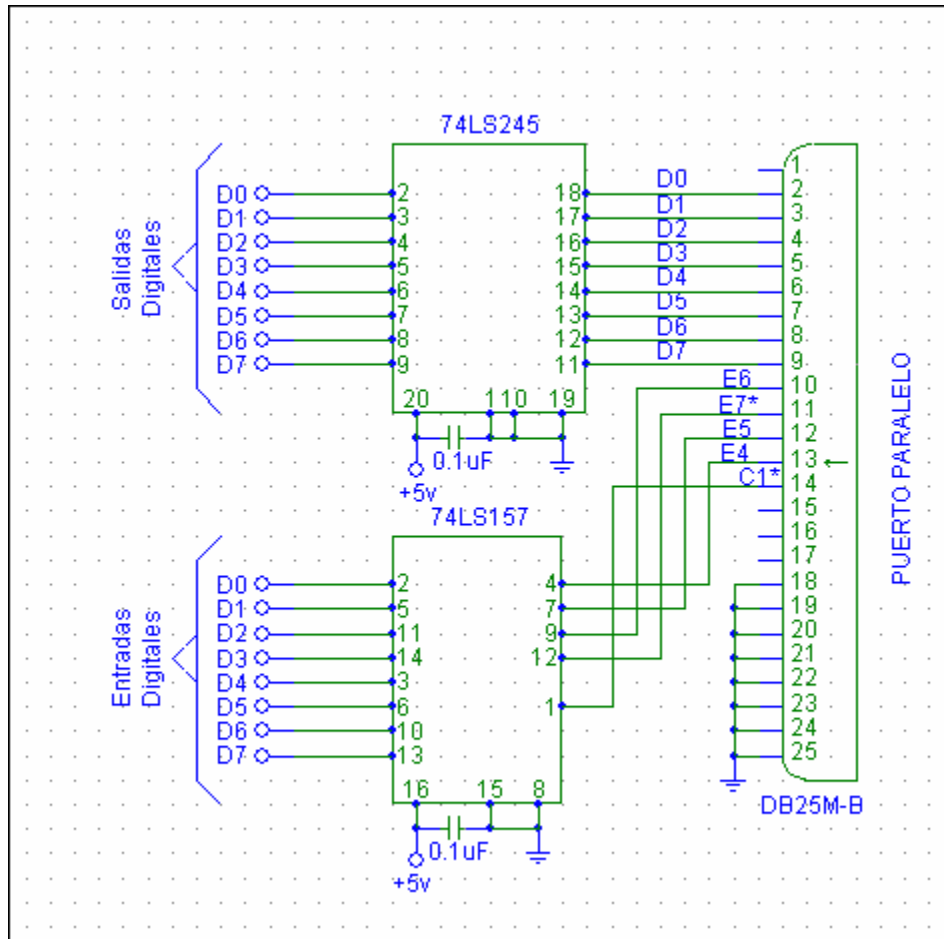 74LS245
Salidas
Digitales
D0 2 18 D0
D1 3 17 D1
D2 4 16 D2
D3 5 15 D3
D4 6 14 D4
D5 7 13 D5
D6 8 12 D6
D7 9 11 D7
20 1 10 19
0.1uF
+5v
74LS157
Entradas
Digitales
D0 2 4
D1 5 7
D2 11 9
D3 14 12
D4 3
D5 6 1
D6 10
D7 13
16 15 8
0.1uF
+5v
E6
E7*
E5
E4
C1*
1
2
3
4
5
6
7
8
9
10
11
12
13
14
15
16
17
18
19
20
21
22
23
24
25
PUERTO PARALELO
DB25M-B